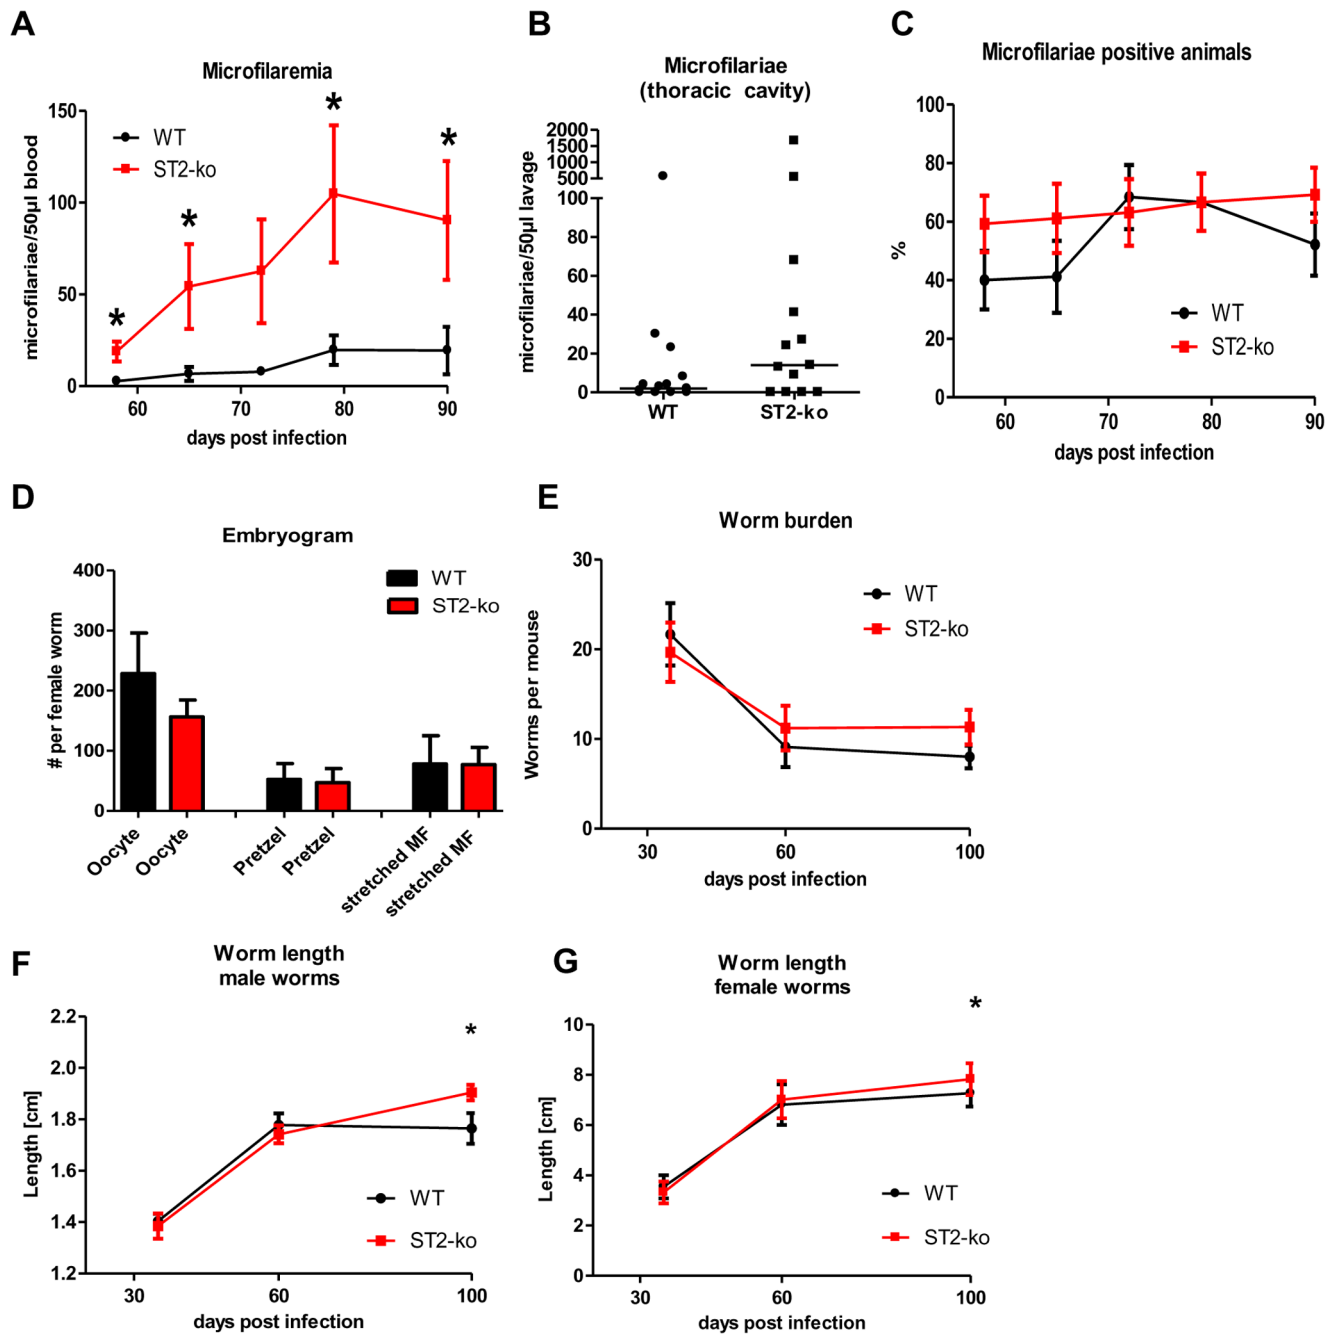 A
Microfilaremia
microfilariae/50µl blood
150
100
50
0
WT
ST2-ko
*
*
*
*
60
70
80
90
days post infection
B
Microfilariae
(thoracic cavity)
microfilariae/50µl lavage
2000
1500
1000
500
100
80
60
40
20
0
WT
ST2-ko
C
Microfilariae positive animals
%
100
80
60
40
20
0
WT
ST2-ko
60
70
80
90
days post infection
D
Embryogram
# per female worm
400
300
200
100
0
WT
ST2-ko
Oocyte
Oocyte
Pretzel
Pretzel
stretched MF
stretched MF
E
Worm burden
Worms per mouse
30
20
10
0
WT
ST2-ko
30
60
100
days post infection
F
Worm length
male worms
Length [cm]
2.2
2.0
1.8
1.6
1.4
1.2
*
WT
ST2-ko
30
60
100
days post infection
G
Worm length
female worms
Length [cm]
10
8
6
4
2
0
*
WT
ST2-ko
30
60
100
days post infection